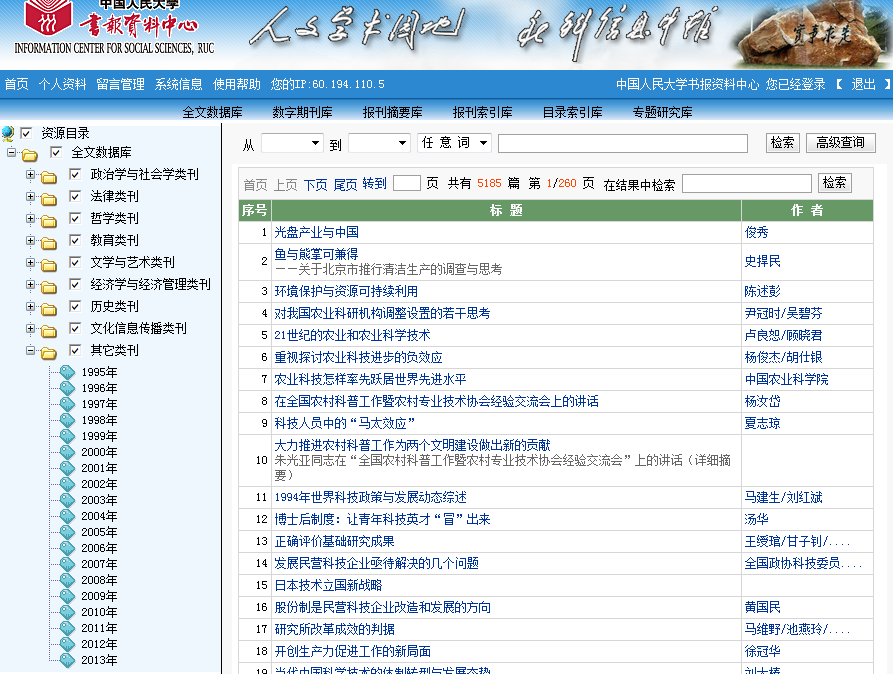 中国人民大学
書報資料中心
INFORMATION CENTER FOR SOCIAL SCIENCES, RUC
人文学术园地
实事求是
首页 个人资料 留言管理 系统信息 使用帮助 您的IP:60.194.110.5
中国人民大学书报资料中心 您已经登录 【 退出 】
全文数据库 数字期刊库 报刊摘要库 报刊索引库 目录索引库 专题研究库
资源目录
全文数据库
政治学与社会学类刊
法律类刊
哲学类刊
教育类刊
文学与艺术类刊
经济学与经济管理类刊
历史类刊
文化信息传播类刊
其它类刊
1995年
1996年
1997年
1998年
1999年
2000年
2001年
2002年
2003年
2004年
2005年
2006年
2007年
2008年
2009年
2010年
2011年
2012年
2013年
从 到 任意词 检索 高级查询
首页 上页 下页 尾页 转到 页 共有 5185 篇 第 1/260 页 在结果中检索 检索
序号 标 题 作 者
1 光盘产业与中国 俊秀
2 鱼与熊掌可兼得 史捍民
——关于北京市推行清洁生产的调查与思考
3 环境保护与资源可持续利用 陈述彭
4 对我国农业科研机构调整设置的若干思考 尹冠时/吴碧芬
5 21世纪的农业和农业科学技术 卢良恕/顾晓君
6 重视探讨农业科技进步的负效应 杨俊杰/胡仕银
7 农业科技怎样率先跃居世界先进水平 中国农业科学院
8 在全国农村科普工作暨农村专业技术协会经验交流会上的讲话 杨汝岱
9 科技人员中的“马太效应” 夏志琼
10 大力推进农村科普工作为两个文明建设做出新的贡献
朱光亚同志在“全国农村科普工作暨农村专业技术协会经验交流会”上的讲话（详细摘
要）
11 1994年世界科技政策与发展动态综述 马建生/刘红斌
12 博士后制度：让青年科技英才“冒”出来 汤华
13 正确评价基础研究成果 王绶琯/甘子钊/....
14 发展民营科技企业亟待解决的几个问题 全国政协科技委员....
15 日本技术立国新战略
16 股份制是民营科技企业改造和发展的方向 黄国民
17 研究所改革成效的判据 马维野/池燕玲/....
18 开创生产力促进工作的新局面 徐冠华
19 当代中国科学技术的体制转型与发展态势 刘大椿